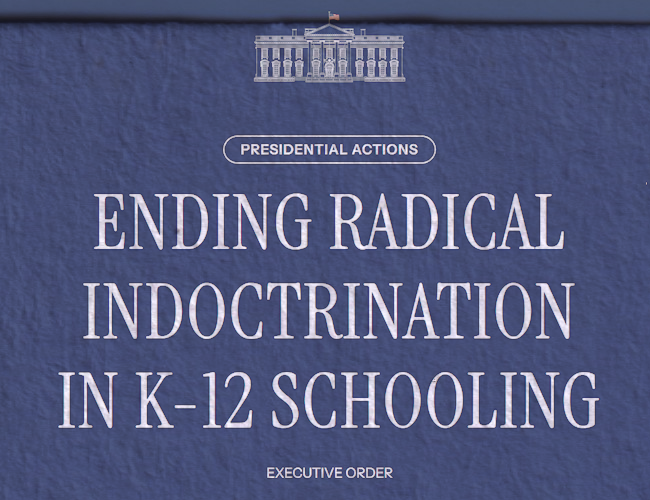 PRESIDENTIAL ACTIONS
ENDING RADICAL
INDOCTRINATION
IN K–12 SCHOOLING
EXECUTIVE ORDER